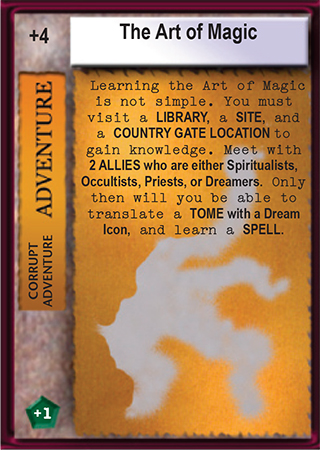 +4
The Art of Magic
Learning the Art of Magic
is not simple. You must
visit a LIBRARY, a SITE, and
a COUNTRY GATE LOCATION to
gain knowledge. Meet with
2 ALLIES who are either Spiritualists,
Occultists, Priests, or Dreamers. Only
then will you be able to
translate a TOME with a Dream
Icon, and learn a SPELL.
ADVENTURE
CORRUPT
ADVENTURE
+1